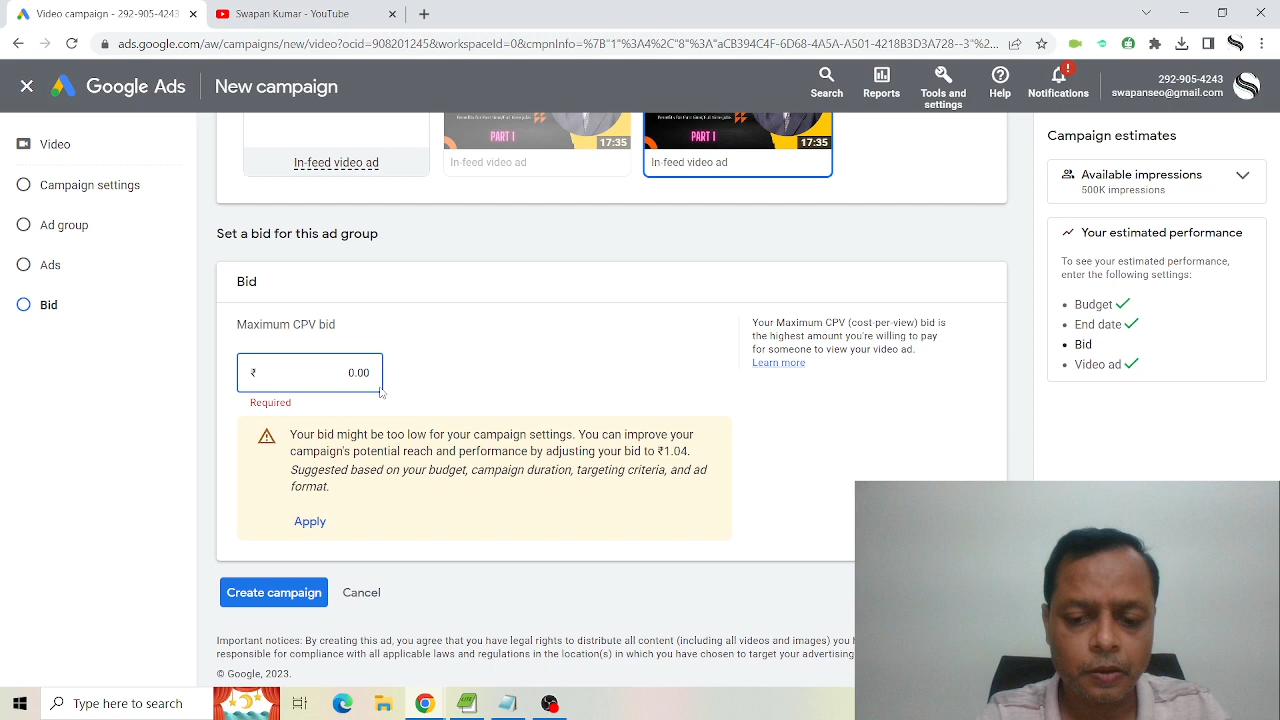 Video campaign - 292-905-4243
Swapan Kumar - YouTube
ads.google.com/aw/campaigns/new/video?ocid=908201245&workspaceId=0&cmpnInfo=%7B"1"%3A4%2C"8"%3A"aCB394C4F-6D68-4A5A-A501-4218B3D3A728--3"%...
Google Ads
New campaign
Search
Reports
Tools and
settings
Help
Notifications
292-905-4243
swapanseo@gmail.com
Video
Campaign settings
Ad group
Ads
Bid
PART I
17:35
PART I
17:35
In-feed video ad
In-feed video ad
In-feed video ad
Set a bid for this ad group
Bid
Maximum CPV bid
₹ 0.00
Required
Your Maximum CPV (cost-per-view) bid is
the highest amount you're willing to pay
for someone to view your video ad.
Learn more
Your bid might be too low for your campaign settings. You can improve your
campaign's potential reach and performance by adjusting your bid to ₹1.04.
Suggested based on your budget, campaign duration, targeting criteria, and ad
format.
Apply
Create campaign
Cancel
Important notices: By creating this ad, you agree that you have legal rights to distribute all content (including all videos and images) you
responsible for compliance with all applicable laws and regulations in the location(s) in which you have chosen to target your advertising
© Google, 2023.
Campaign estimates
Available impressions
500K impressions
Your estimated performance
To see your estimated performance,
enter the following settings:
• Budget
• End date
• Bid
• Video ad
Type here to search